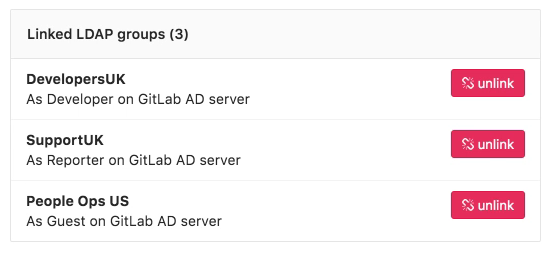 Linked LDAP groups (3)
DevelopersUK
As Developer on GitLab AD server
unlink
SupportUK
As Reporter on GitLab AD server
unlink
People Ops US
As Guest on GitLab AD server
unlink